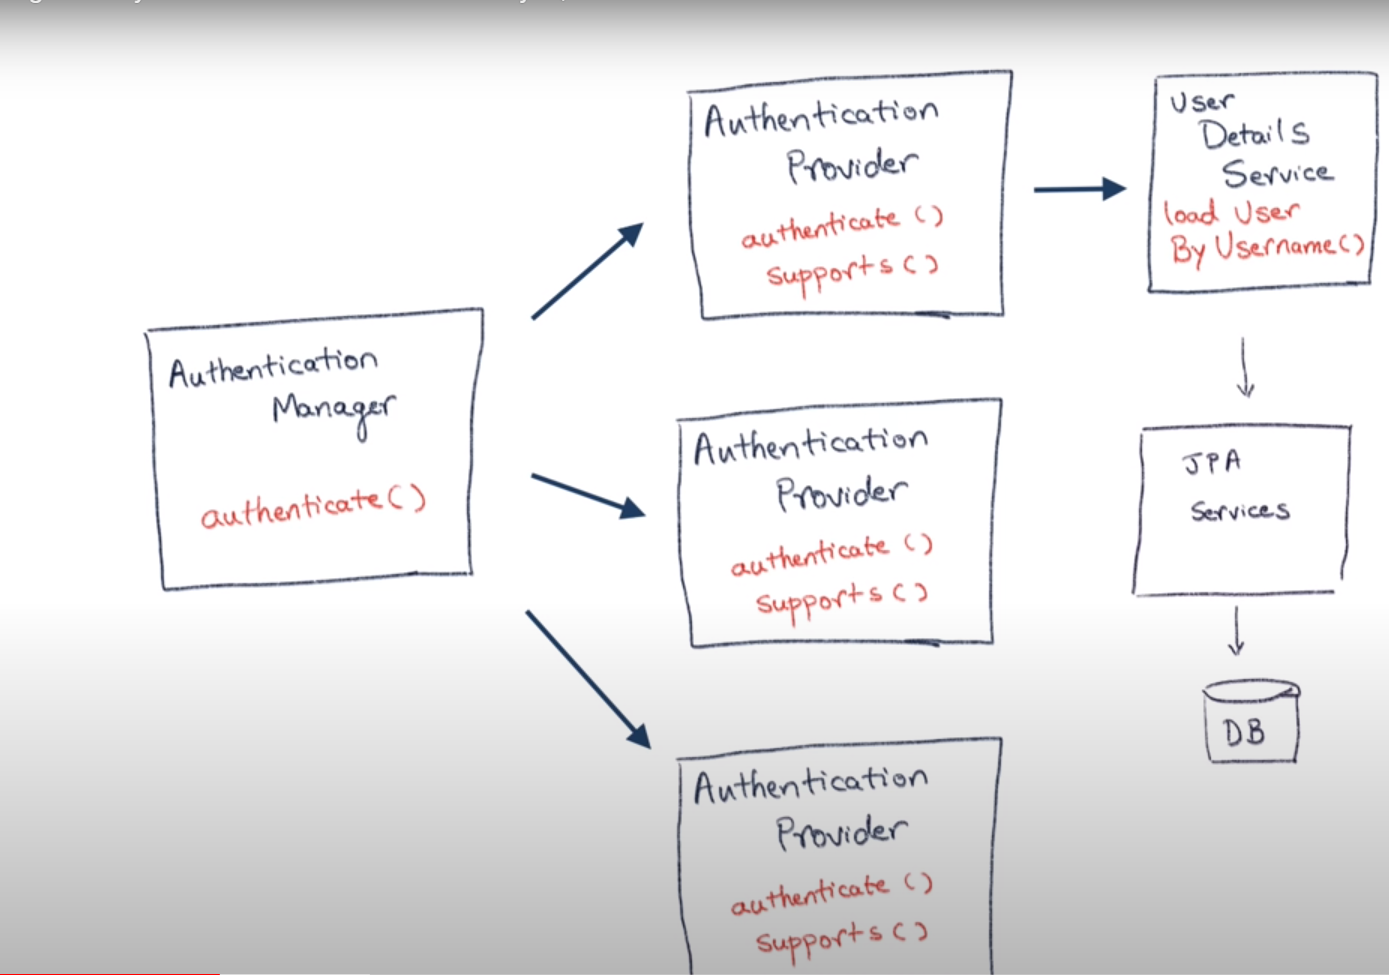 Authentication
Manager
authenticate()
Authentication
Provider
authenticate ()
supports()
Authentication
Provider
authenticate ()
supports()
Authentication
Provider
authenticate ()
supports()
User
Details
Service
load User
By Username()
JPA
Services
DB